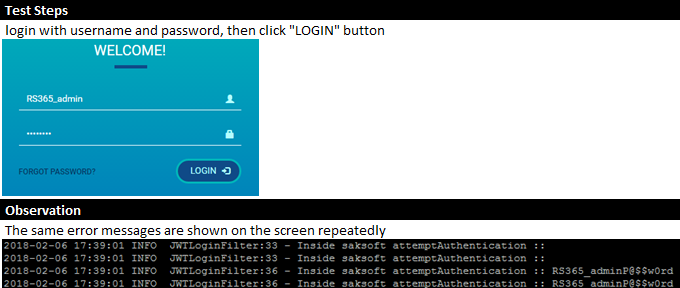 Test Steps
login with username and password, then click "LOGIN" button
WELCOME!
RS365_admin
••••••••
FORGOT PASSWORD?
LOGIN
Observation
The same error messages are shown on the screen repeatedly
2018-02-06 17:39:01 INFO  JWTLoginFilter:33 - Inside saksoft attemptAuthentication ::
2018-02-06 17:39:01 INFO  JWTLoginFilter:33 - Inside saksoft attemptAuthentication ::
2018-02-06 17:39:01 INFO  JWTLoginFilter:36 - Inside saksoft attemptAuthentication :: RS365_adminP@$$w0rd
2018-02-06 17:39:01 INFO  JWTLoginFilter:36 - Inside saksoft attemptAuthentication :: RS365_adminP@$$w0rd